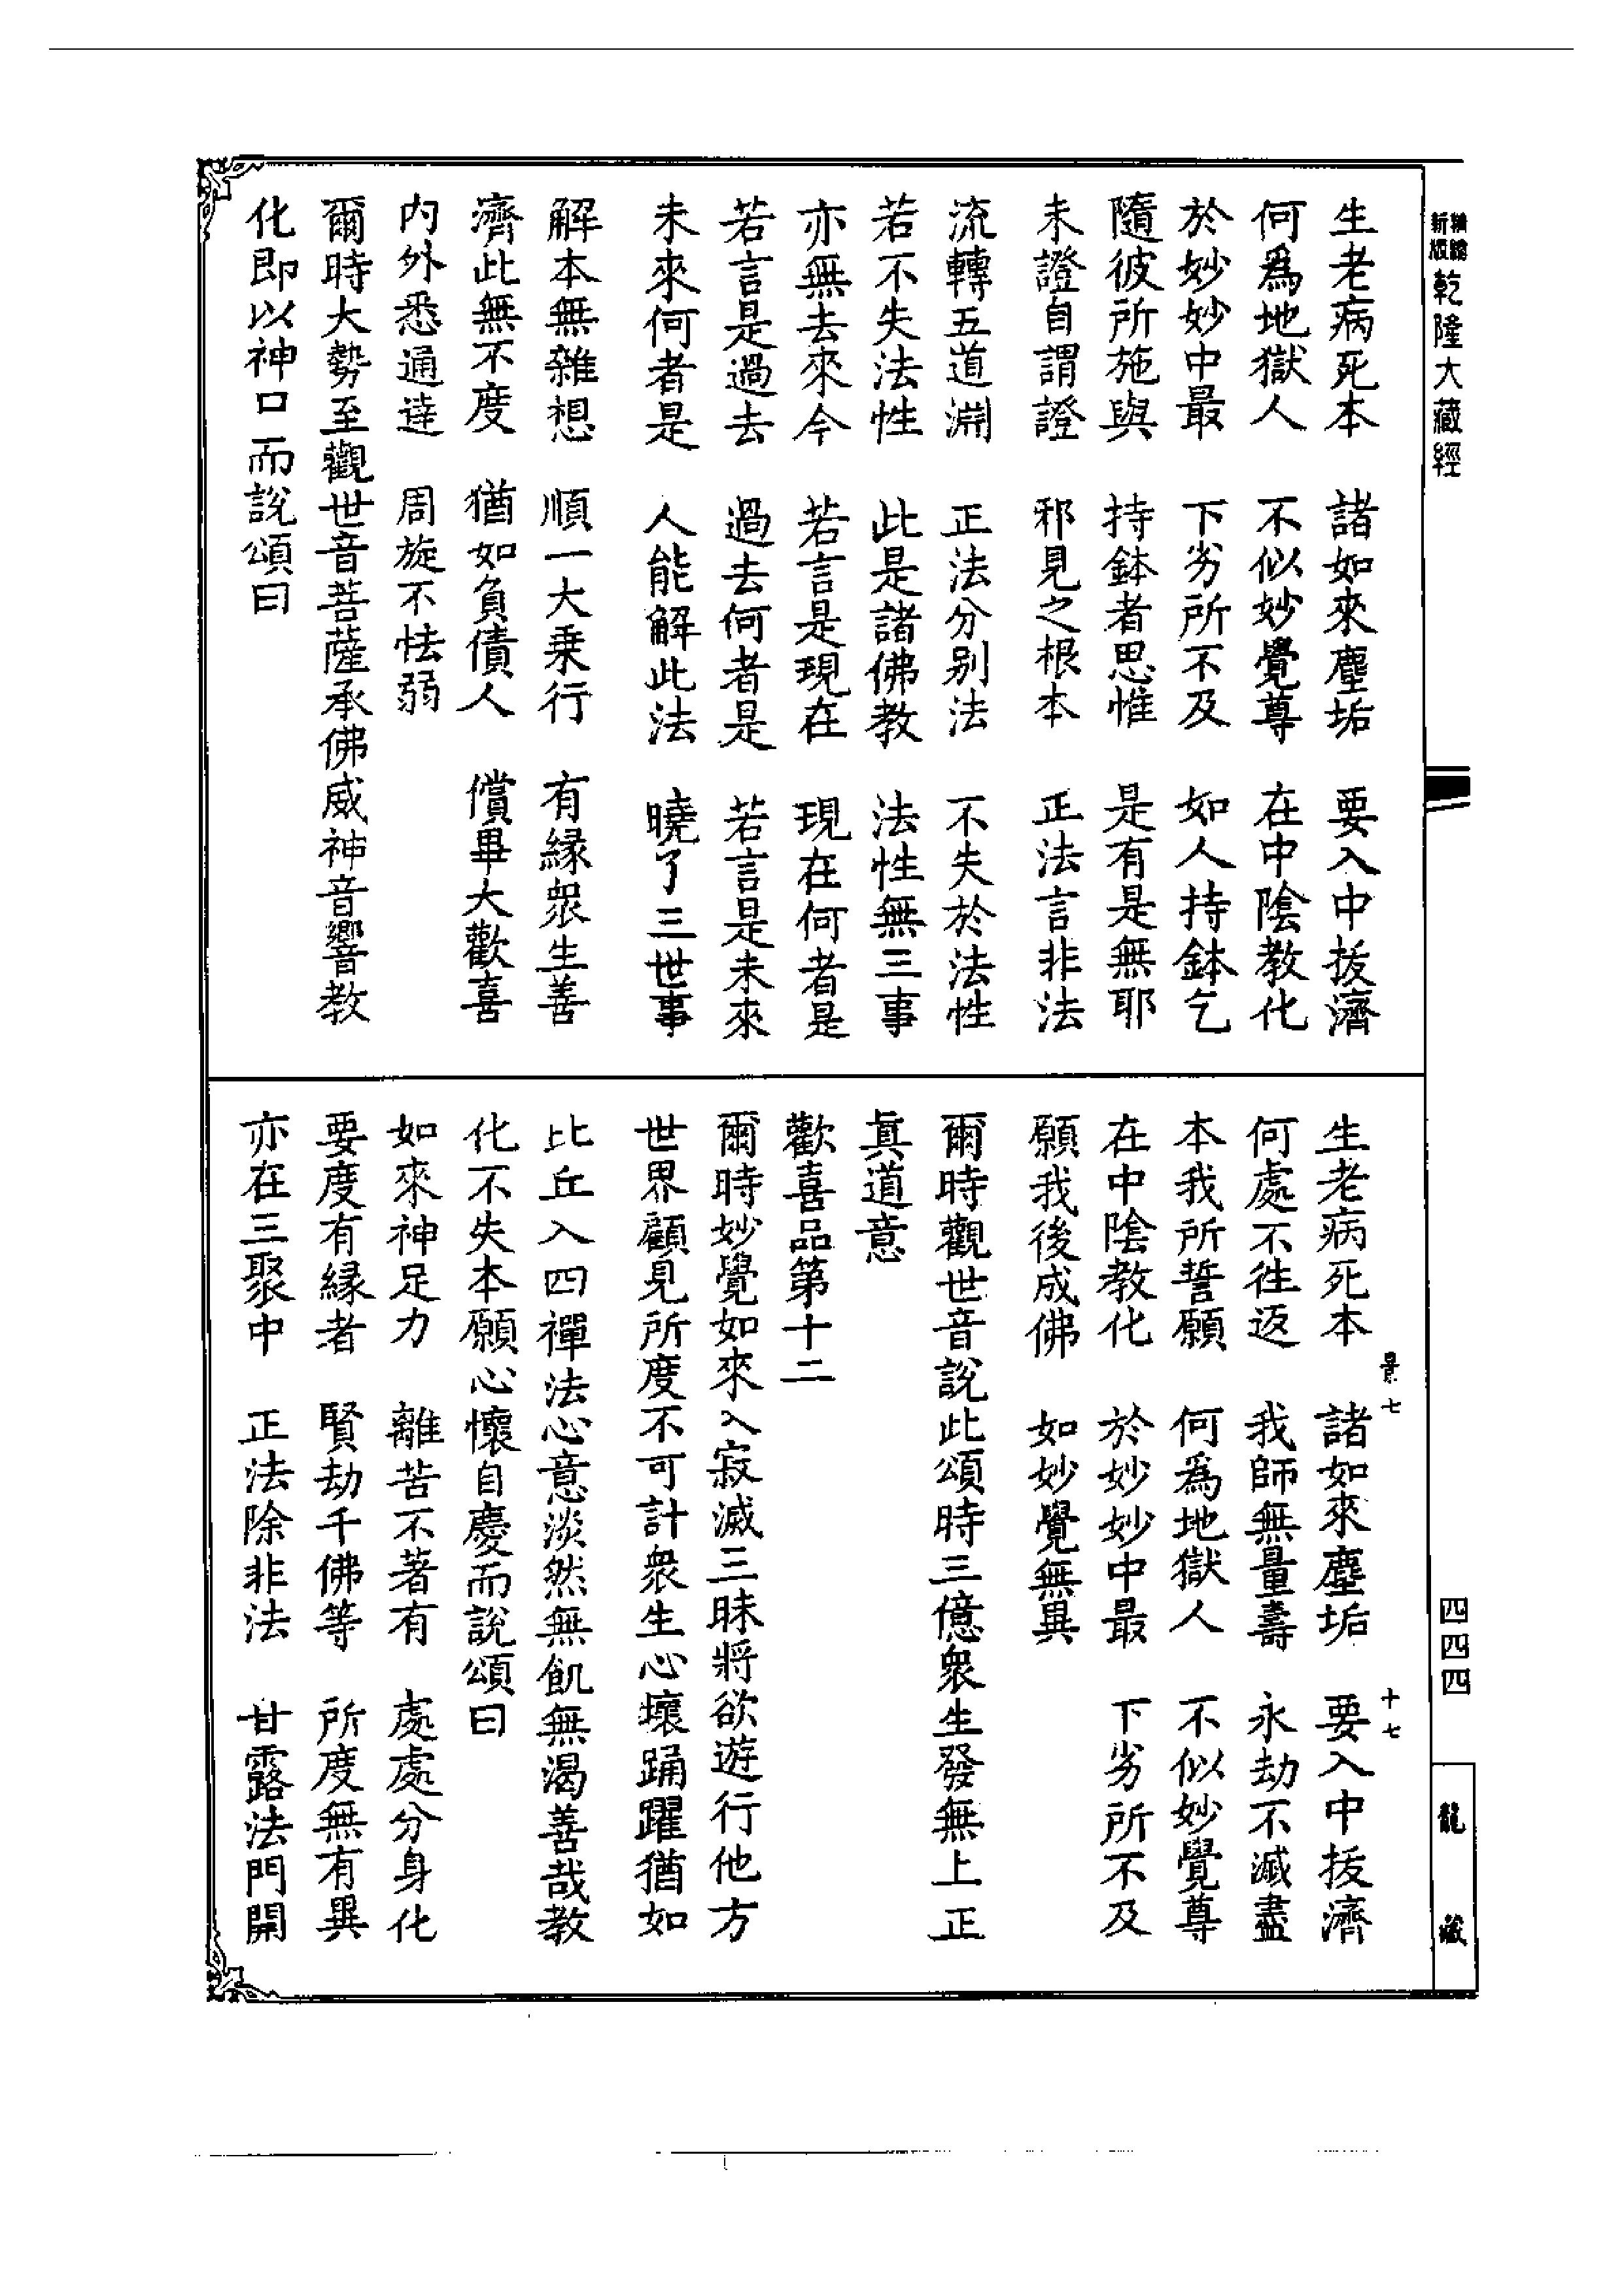 精繪
新版
乾隆大藏經
生老病死本　諸如來塵垢　要入中拔濟
何爲地獄人　不似妙覺尊　在中陰教化
於妙妙中最　下劣所不及　如人持鉢乞
隨彼所施與　持鉢者思惟　是有是無耶
未證自謂證　邪見之根本　正法言非法
流轉五道淵　正法分別法　不失於法性
若不失法性　此是諸佛教　法性無三事
亦無去來今　若言是現在　現在何者是
若言是過去　過去何者是　若言是未來
未來何者是　人能解此法　曉了三世事
解本無雜想　順一大乘行　有緣衆生善
濟此無不度　猶如負債人　償畢大歡喜
內外悉通達　周旋不怯弱
爾時大勢至觀世音菩薩承佛威神音響教
化即以神口而說頌曰
生老病死本　諸如來塵垢　要入中拔濟
何處不徃返　我師無量壽　永劫不滅盡
本我所誓願　何爲地獄人　不似妙覺尊
在中陰教化　於妙妙中最　下劣所不及
願我後成佛　如妙覺無異
爾時觀世音說此頌時三億衆生發無上正
眞道意
歡喜品第十二
爾時妙覺如來入寂滅三昧將欲遊行他方
世界顧見所度不可計衆生心壞踊躍猶如
比丘入四禪法心意淡然無飢無渴善哉教
化不失本願心懷自慶而說頌曰
如來神足力　離苦不著有　處處分身化
要度有緣者　賢劫千佛等　所度無有異
亦在三聚中　正法除非法　甘露法門開
景七
十七
四四四
龍藏